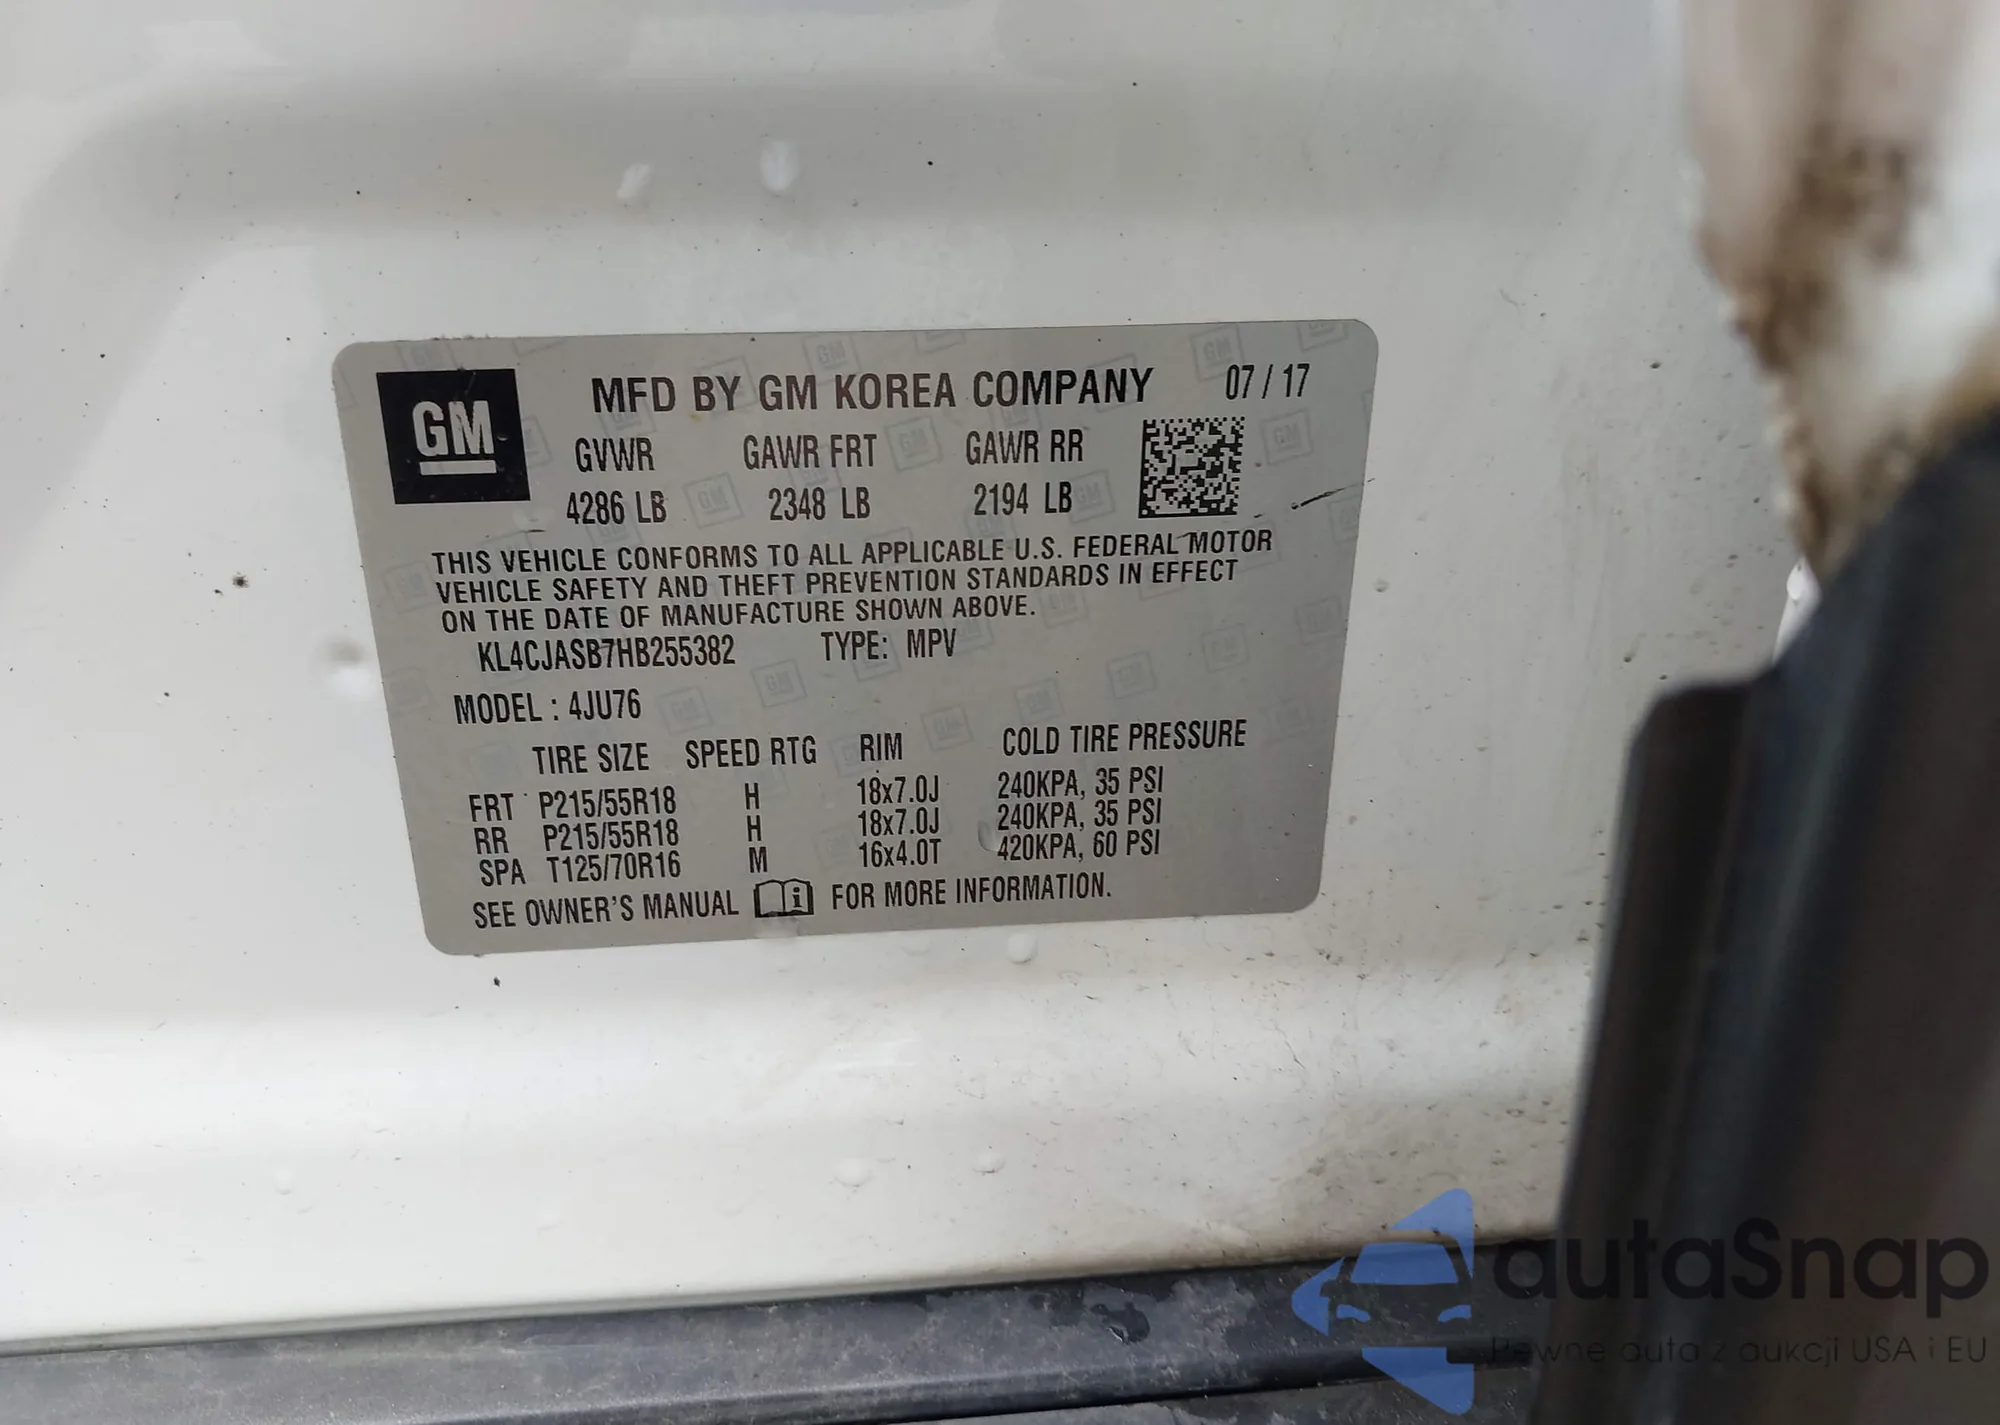 GM MFD BY GM KOREA COMPANY 07 / 17
GVWR GAWR FRT GAWR RR
4286 LB 2348 LB 2194 LB
THIS VEHICLE CONFORMS TO ALL APPLICABLE U.S. FEDERAL MOTOR
VEHICLE SAFETY AND THEFT PREVENTION STANDARDS IN EFFECT
ON THE DATE OF MANUFACTURE SHOWN ABOVE.
KL4CJASB7HB255382 TYPE: MPV
MODEL : 4JU76
TIRE SIZE SPEED RTG RIM COLD TIRE PRESSURE
FRT P215/55R18 H 18x7.0J 240KPA, 35 PSI
RR P215/55R18 H 18x7.0J 240KPA, 35 PSI
SPA T125/70R16 M 16x4.0T 420KPA, 60 PSI
SEE OWNER'S MANUAL i FOR MORE INFORMATION.
autaSnap
Pewne auta z aukcji USA i EU